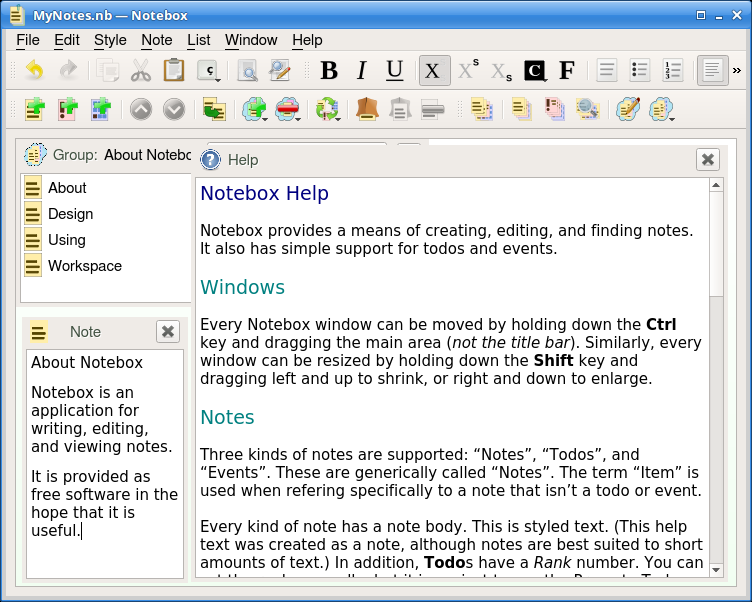 MyNotes.nb — Notebox
File Edit Style Note List Window Help
B I U X Xs Xs C F
Group: About Notebo
Help
About
Design
Using
Workspace
Note
About Notebox
Notebox is an
application for
writing, editing,
and viewing notes.
It is provided as
free software in the
hope that it is
useful.
Notebox Help
Notebox provides a means of creating, editing, and finding notes.
It also has simple support for todos and events.
Windows
Every Notebox window can be moved by holding down the Ctrl
key and dragging the main area (not the title bar). Similarly, every
window can be resized by holding down the Shift key and
dragging left and up to shrink, or right and down to enlarge.
Notes
Three kinds of notes are supported: “Notes”, “Todos”, and
“Events”. These are generically called “Notes”. The term “Item” is
used when refering specifically to a note that isn’t a todo or event.
Every kind of note has a note body. This is styled text. (This help
text was created as a note, although notes are best suited to short
amounts of text.) In addition, Todos have a Rank number. You can